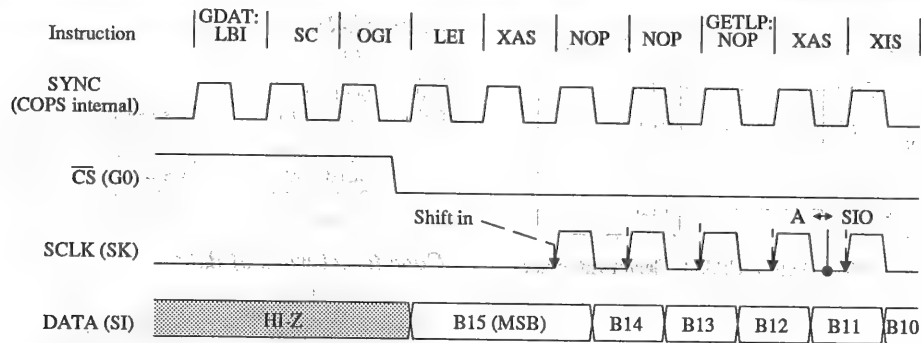 Instruction GDAT: LBI SC OGI LEI XAS NOP NOP GETLP: NOP XAS XIS
SYNC
(COPS internal)
CS (G0)
Shift in A SIO
SCLK (SK)
DATA (SI) HI-Z B15 (MSB) B14 B13 B12 B11 B10